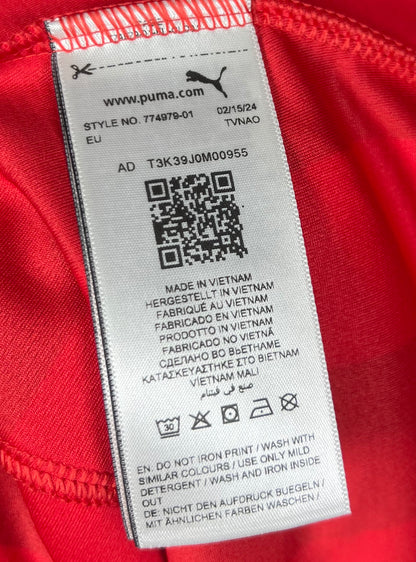 www.puma.com
STYLE NO. 774979-01 02/15/24
EU TVNAO
AD T3K39J0M00955
MADE IN VIETNAM
HERGESTELLT IN VIETNAM
FABRIQUÉ AU VIETNAM
FABRICADO EN VIETNAM
PRODOTTO IN VIETNAM
FABRICADO NO VIETNÃ
СДЕЛАНО ВО ВЬЕТНАМЕ
ΚΑΤΑΣΚΕΥΑΣΤΗΚΕ ΣΤΟ ΒΙΕΤΝΑΜ
VIETNAM MALI
صنع في فيتنام
30
EN: DO NOT IRON PRINT / WASH WITH
SIMILAR COLOURS / USE ONLY MILD
DETERGENT / WASH AND IRON INSIDE
OUT
DE: NICHT DEN AUFDRUCK BUEGELN /
MIT ÄHNLICHEN FARBEN WASCHEN /